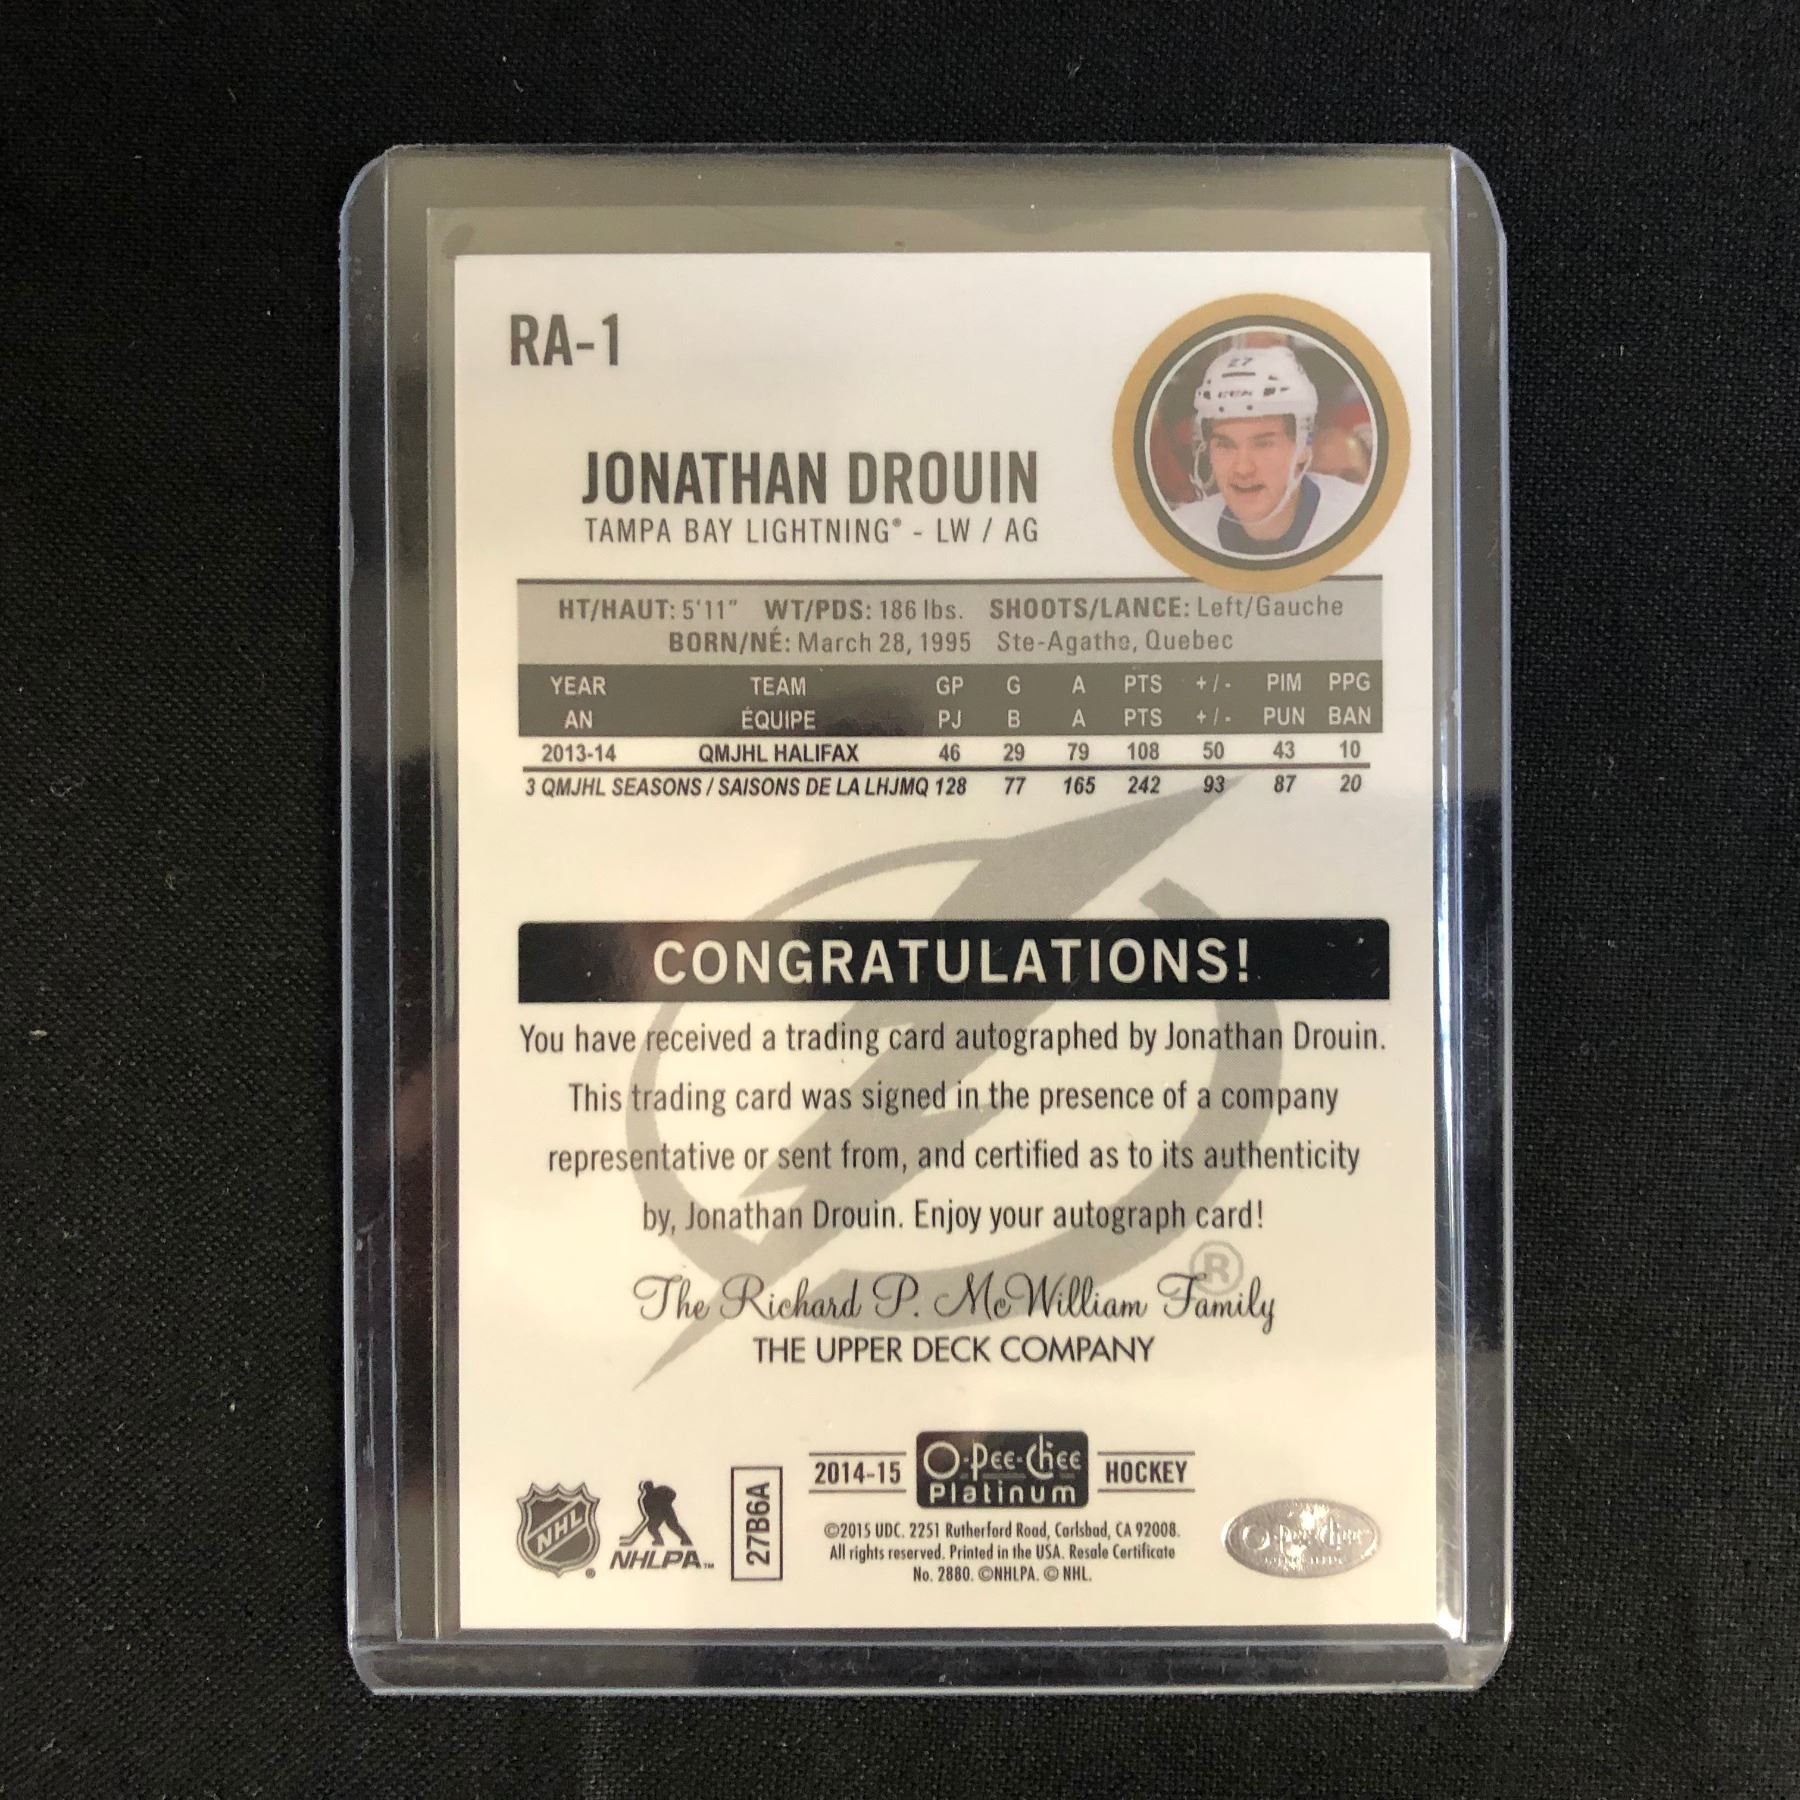 RA-1
27
CCM
JONATHAN DROUIN
TAMPA BAY LIGHTNING® - LW / AG
HT/HAUT: 5'11" WT/PDS: 186 lbs. SHOOTS/LANCE: Left/Gauche
BORN/NÉ: March 28, 1995 Ste-Agathe, Quebec
YEAR TEAM GP G A PTS +/- PIM PPG
AN ÉQUIPE PJ B A PTS +/- PUN BAN
2013-14 QMJHL HALIFAX 46 29 79 108 50 43 10
3 QMJHL SEASONS / SAISONS DE LA LHJMQ 128 77 165 242 93 87 20
CONGRATULATIONS!
You have received a trading card autographed by Jonathan Drouin.
This trading card was signed in the presence of a company
representative or sent from, and certified as to its authenticity
by, Jonathan Drouin. Enjoy your autograph card!
®
The Richard P. McWilliam Family
THE UPPER DECK COMPANY
2014-15 O-Pee-Chee HOCKEY
Platinum
NHL ®
NHLPA™
27B6A
©2015 UDC. 2251 Rutherford Road, Carlsbad, CA 92008.
All rights reserved. Printed in the USA. Resale Certificate
No. 2880. ©NHLPA. © NHL.
O-Pee-Chee